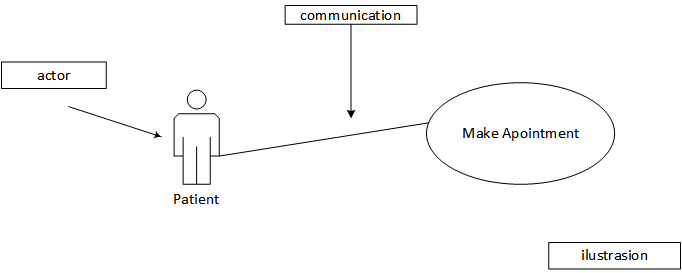 communication
actor
Make Apointment
Patient
ilustrasion